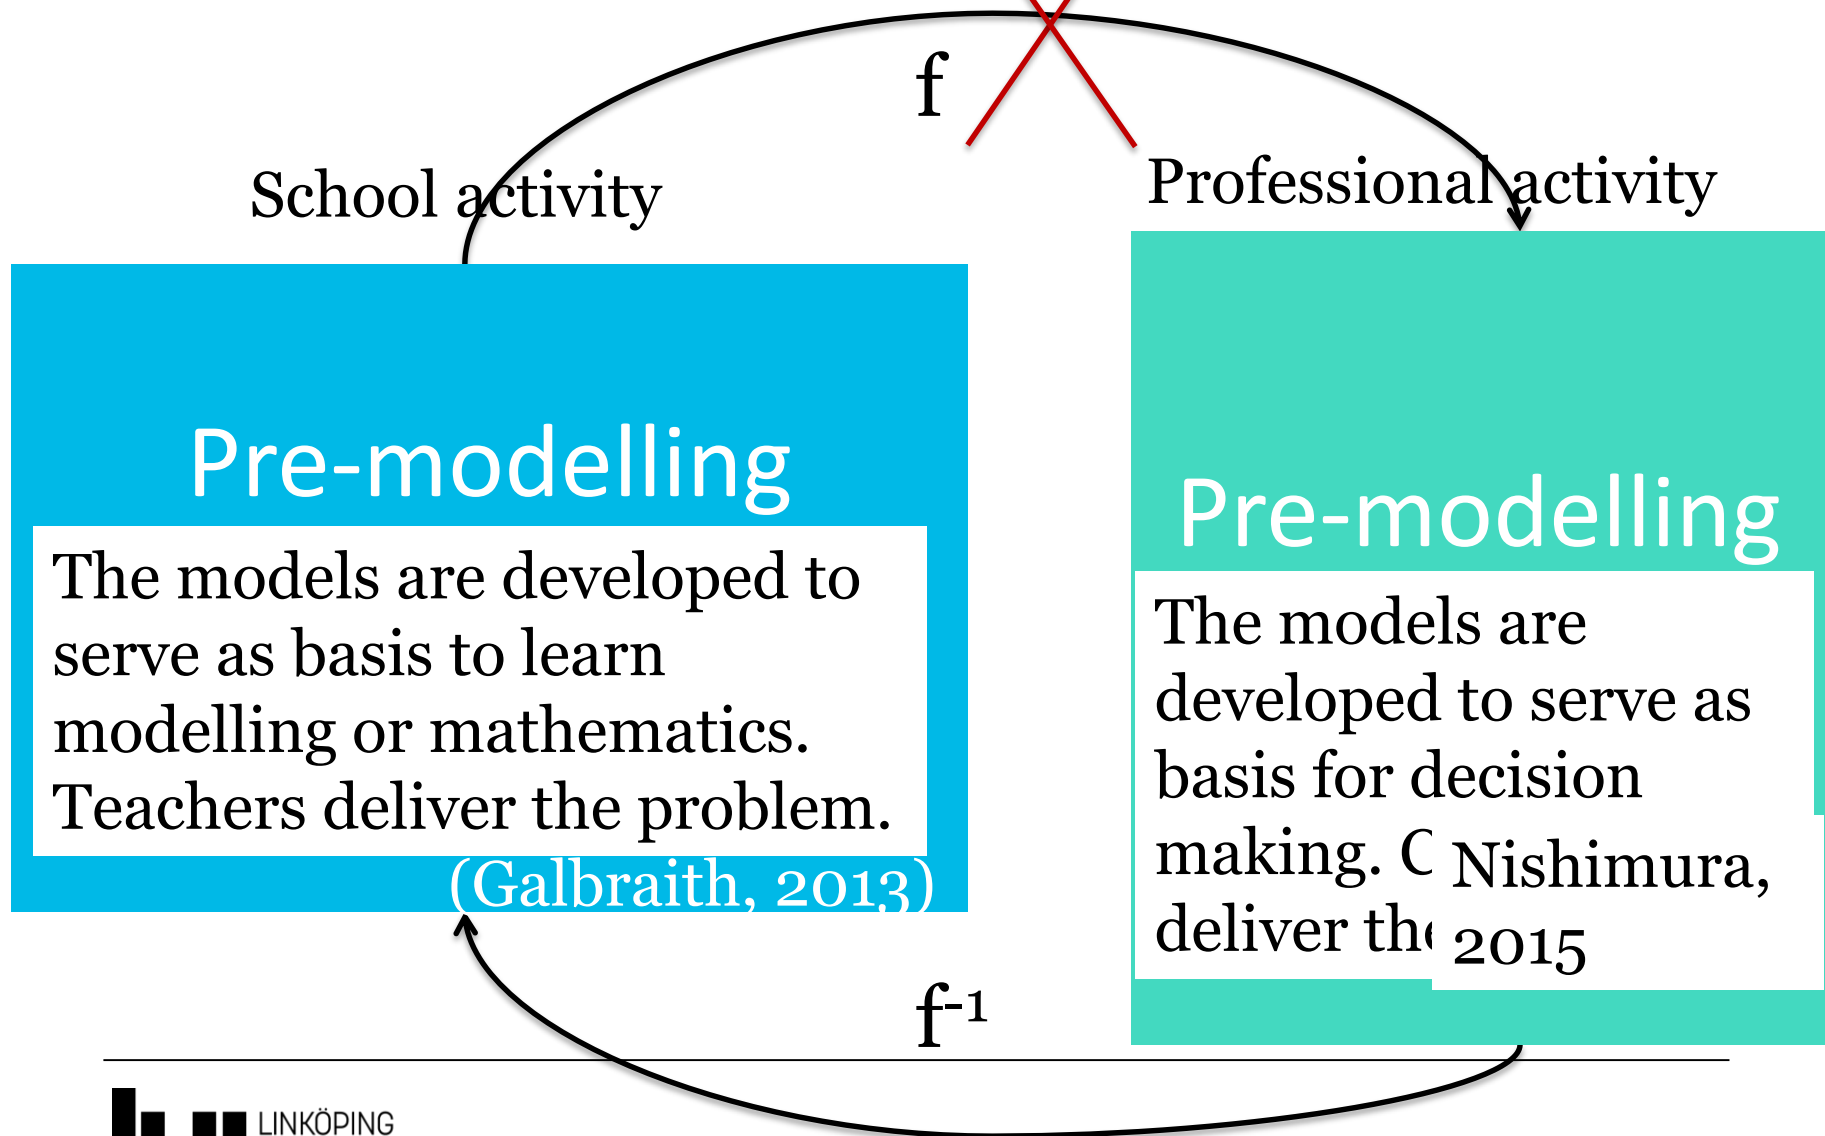 f
School activity
Professional activity
Pre-modelling
The models are developed to
serve as basis to learn
modelling or mathematics.
Teachers deliver the problem.
(Galbraith, 2013)
Pre-modelling
The models are
developed to serve as
basis for decision
making.
deliver
Nishimura,
2015
f-1
LINKÖPING